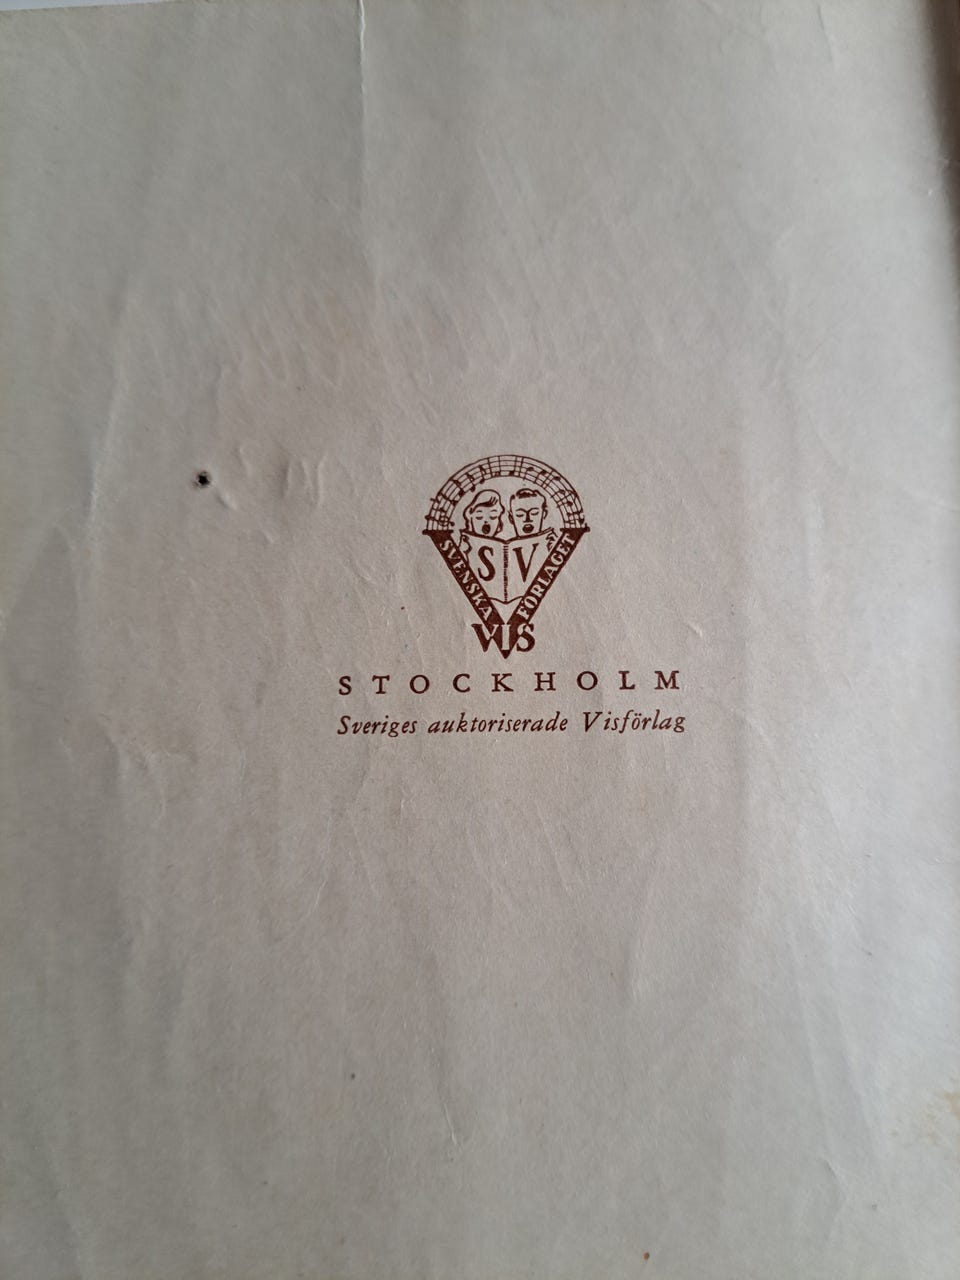 S V
SVENSKA
VIS
FÖRLAGET
STOCKHOLM
Sveriges auktoriserade Visförlag